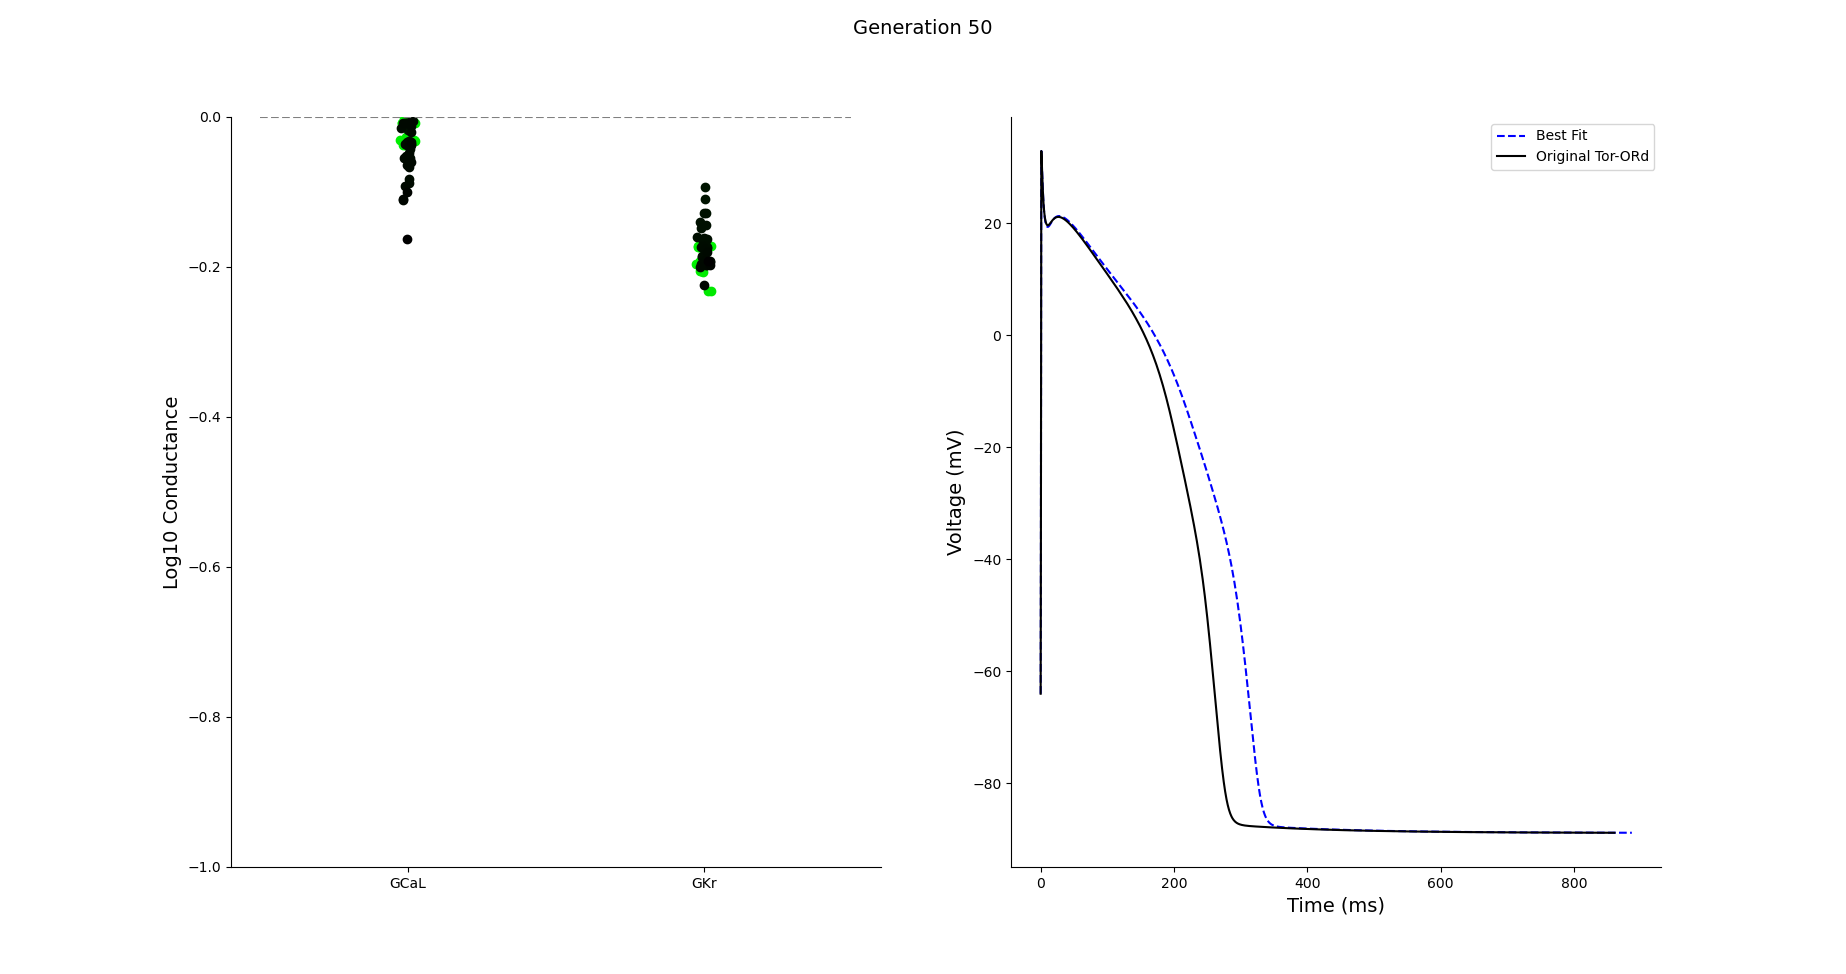 Generation 50
0.0
−0.2
−0.4
−0.6
−0.8
−1.0
Log10 Conductance
GCaL
GKr
20
0
−20
−40
−60
−80
Voltage (mV)
0
200
400
600
800
Time (ms)
Best Fit
Original Tor-ORd